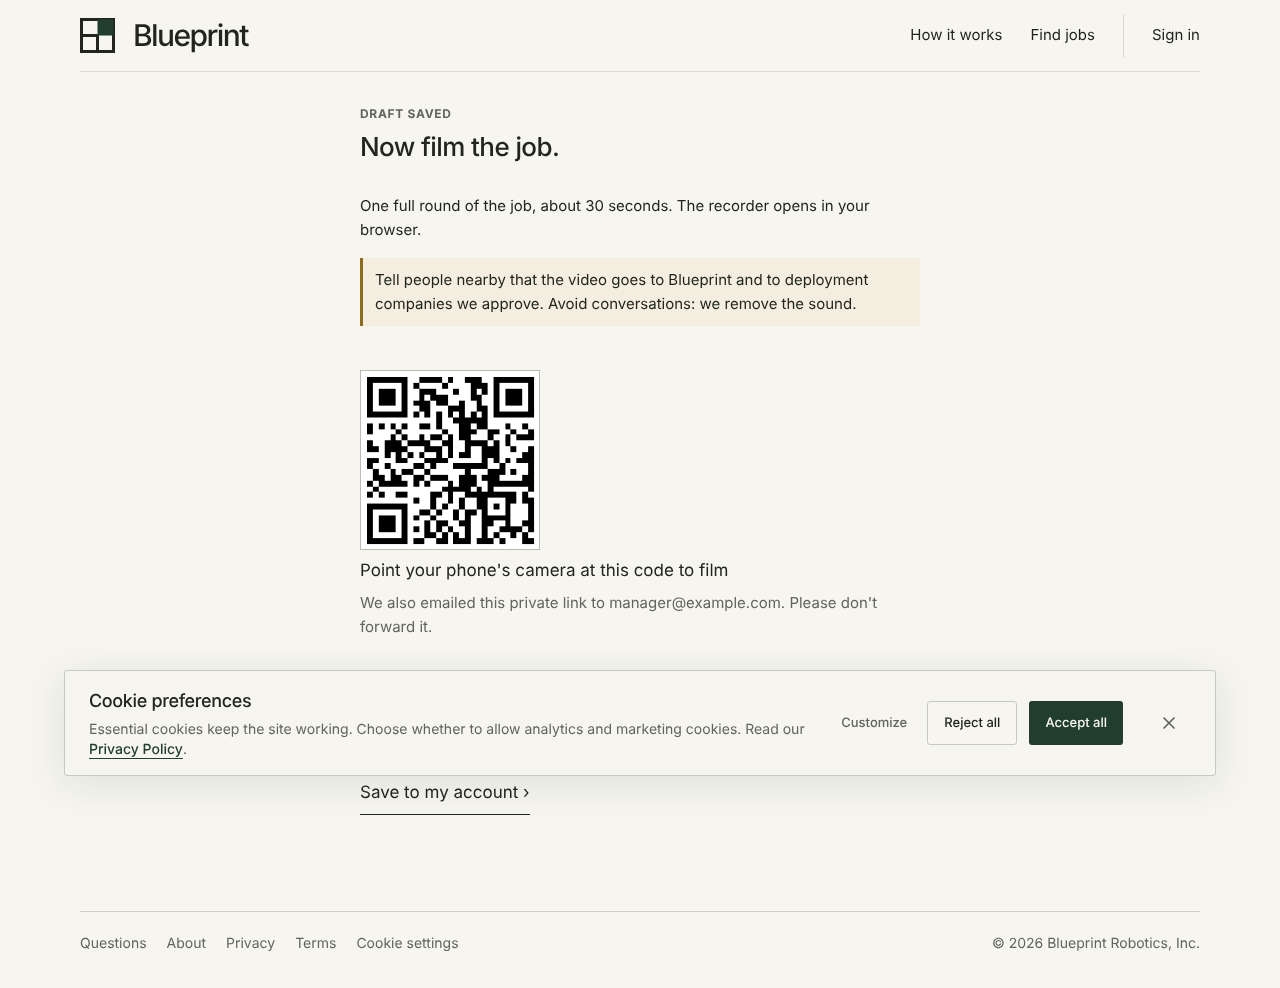 Blueprint
How it works
Find jobs
Sign in
DRAFT SAVED
Now film the job.
One full round of the job, about 30 seconds. The recorder opens in your
browser.
Tell people nearby that the video goes to Blueprint and to deployment
companies we approve. Avoid conversations: we remove the sound.
Point your phone's camera at this code to film
We also emailed this private link to manager@example.com. Please don't
forward it.
Cookie preferences
Essential cookies keep the site working. Choose whether to allow analytics and marketing cookies. Read our
Privacy Policy.
Customize
Reject all
Accept all
Save to my account ›
Questions
About
Privacy
Terms
Cookie settings
© 2026 Blueprint Robotics, Inc.